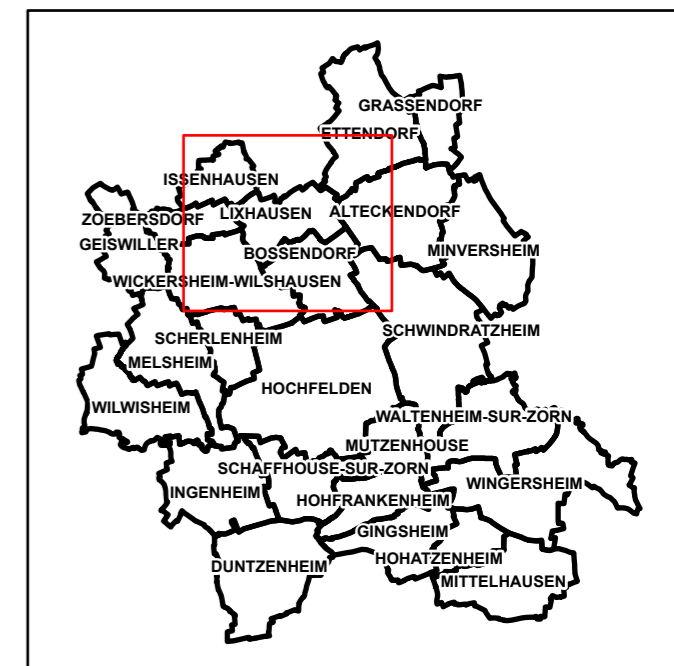 GRASSENDORF
ETTENDORF
ISSENHAUSEN
LIXHAUSEN
ALTECKENDORF
ZOEBERSDORF
GEISWILLER
BOSSENDORF
MINVERSHEIM
WICKERSHEIM-WILSHAUSEN
SCHWINDRATZHEIM
SCHERLENHEIM
MELSHEIM
HOCHFELDEN
WILWISHEIM
WALTENHEIM-SUR-ZORN
MUTZENHOUSE
SCHAFFHOUSE-SUR-ZORN
INGENHEIM
WINGERSHEIM
HOHFRANKENHEIM
GINGSHEIM
HOHATZENHEIM
DUNTZENHEIM
MITTELHAUSEN